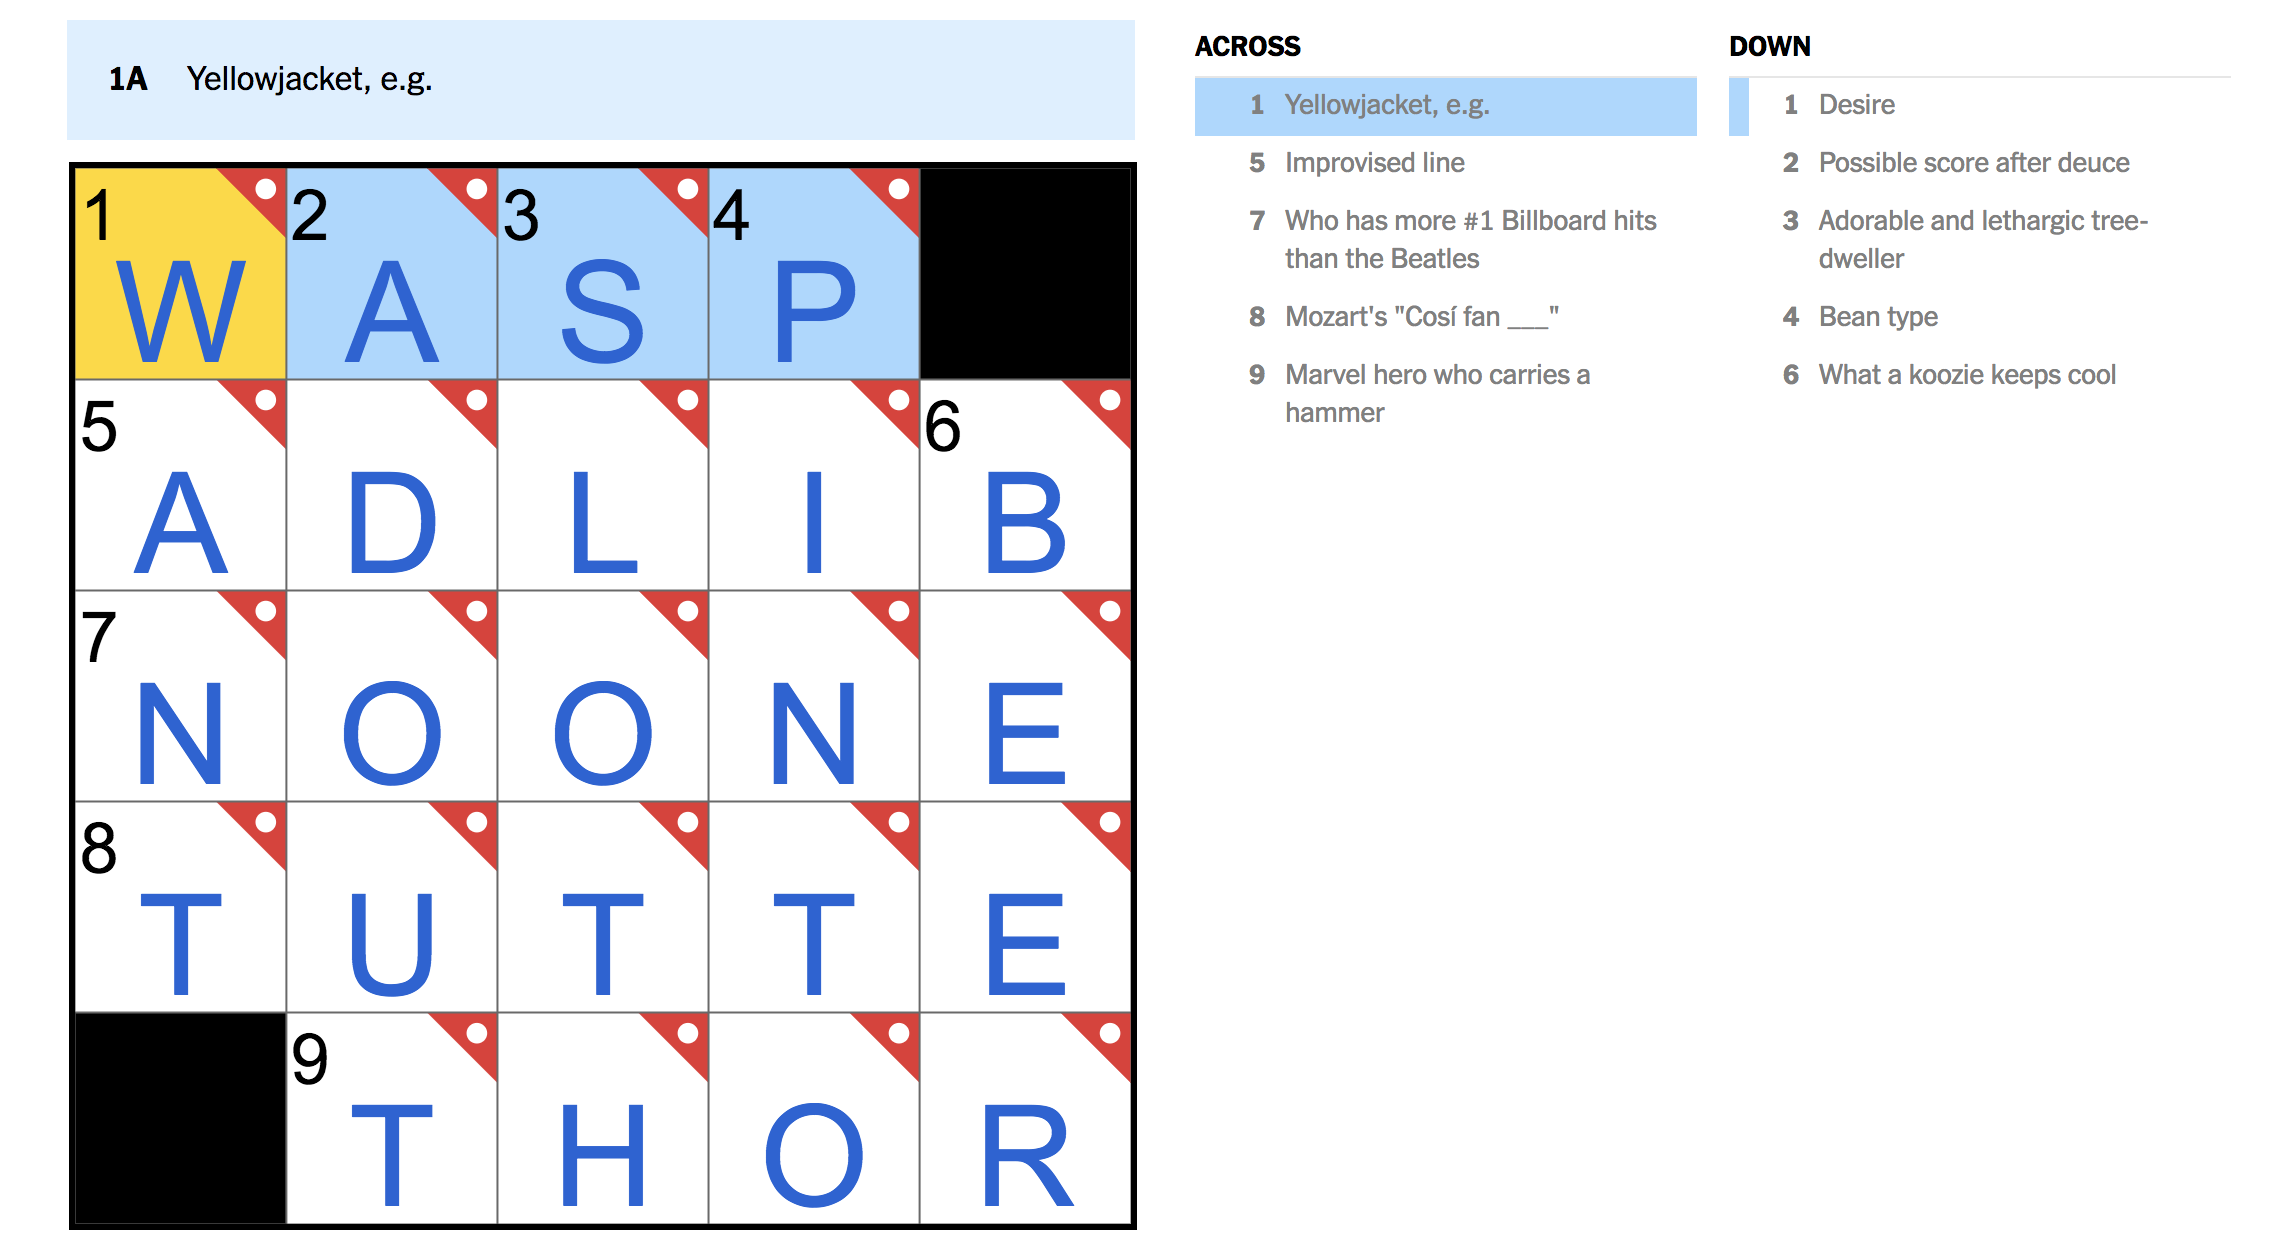 1A Yellowjacket, e.g.
1 2 3 4
W A S P
5 6
A D L I B
7
N O O N E
8
T U T T E
9
T H O R
ACROSS
1 Yellowjacket, e.g.
5 Improvised line
7 Who has more #1 Billboard hits
than the Beatles
8 Mozart's "Così fan ___"
9 Marvel hero who carries a
hammer
DOWN
1 Desire
2 Possible score after deuce
3 Adorable and lethargic tree-
dweller
4 Bean type
6 What a koozie keeps cool